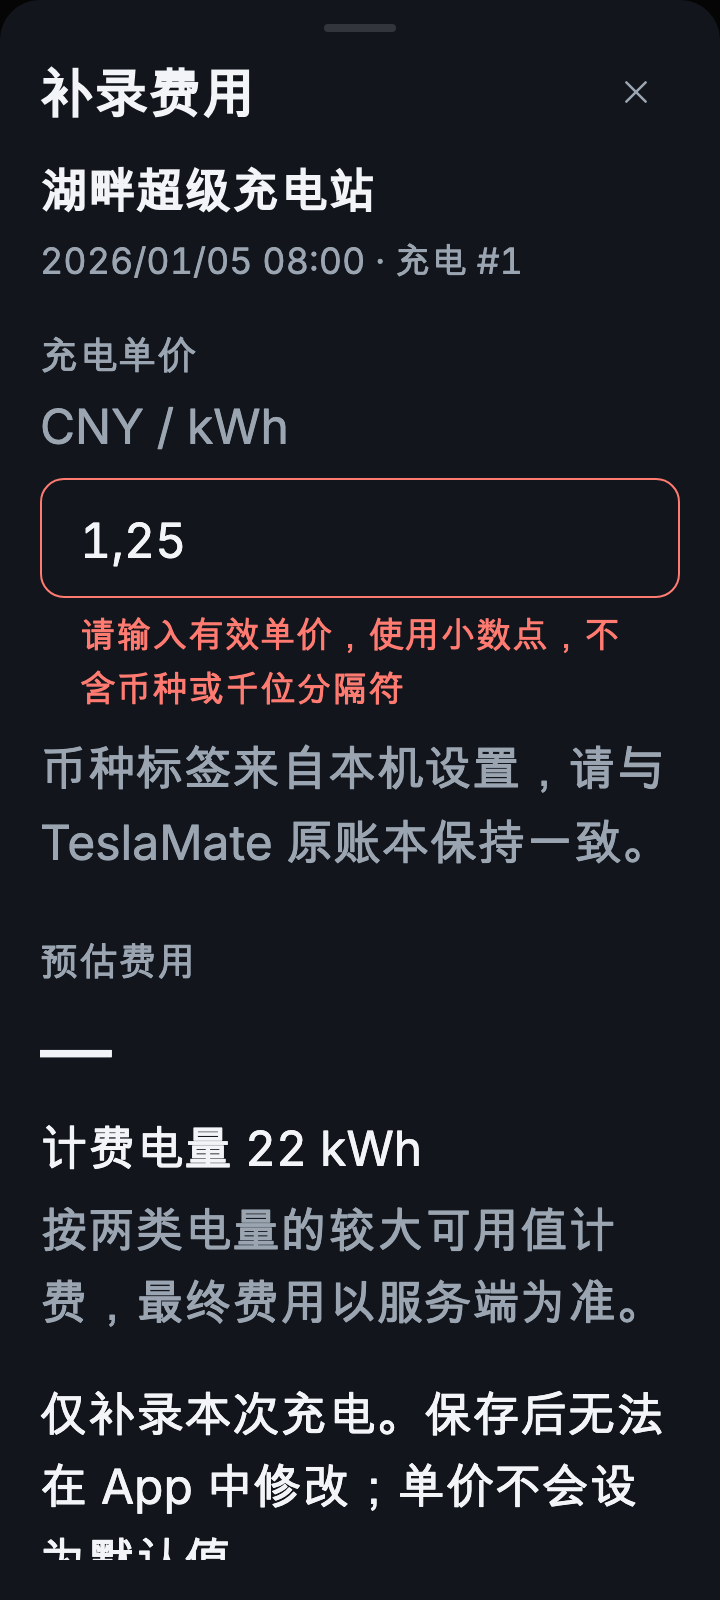 补录费用
湖畔超级充电站
2026/01/05 08:00 · 充电 #1
充电单价
CNY / kWh
1,25
请输入有效单价，使用小数点，不
含币种或千位分隔符
币种标签来自本机设置，请与
TeslaMate 原账本保持一致。
预估费用
—
计费电量 22 kWh
按两类电量的较大可用值计
费，最终费用以服务端为准。
仅补录本次充电。保存后无法
在 App 中修改；单价不会设
为默认值